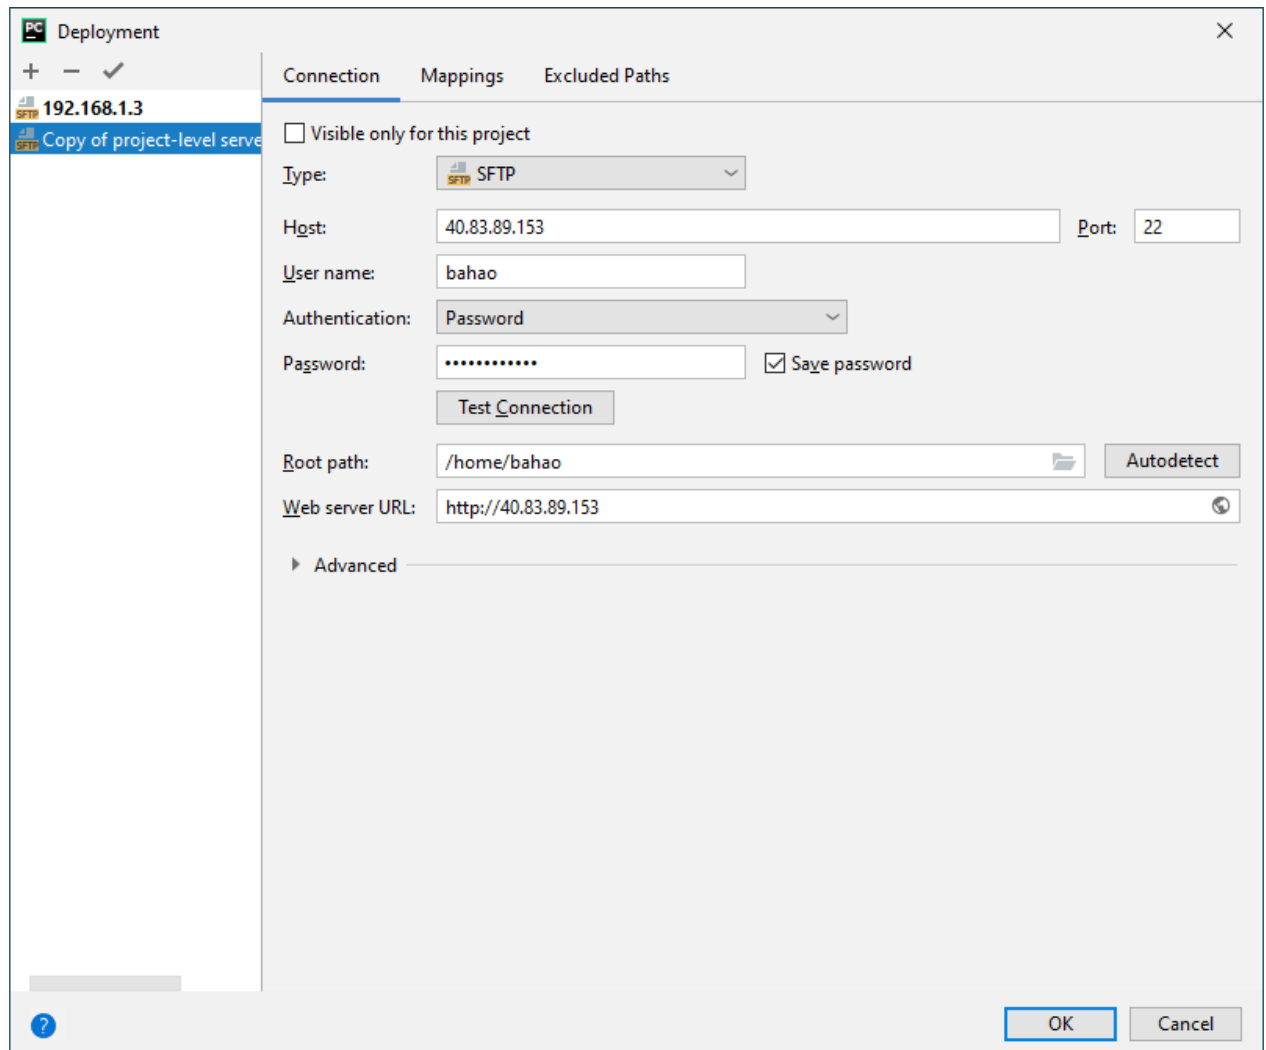 PC Deployment
192.168.1.3
SFTP
Copy of project-level serve
SFTP
Connection Mappings Excluded Paths
Visible only for this project
Type: SFTP SFTP
Host: 40.83.89.153 Port: 22
User name: bahao
Authentication: Password
Password: •••••••••••• Save password
Test Connection
Root path: /home/bahao Autodetect
Web server URL: http://40.83.89.153
Advanced
? OK Cancel